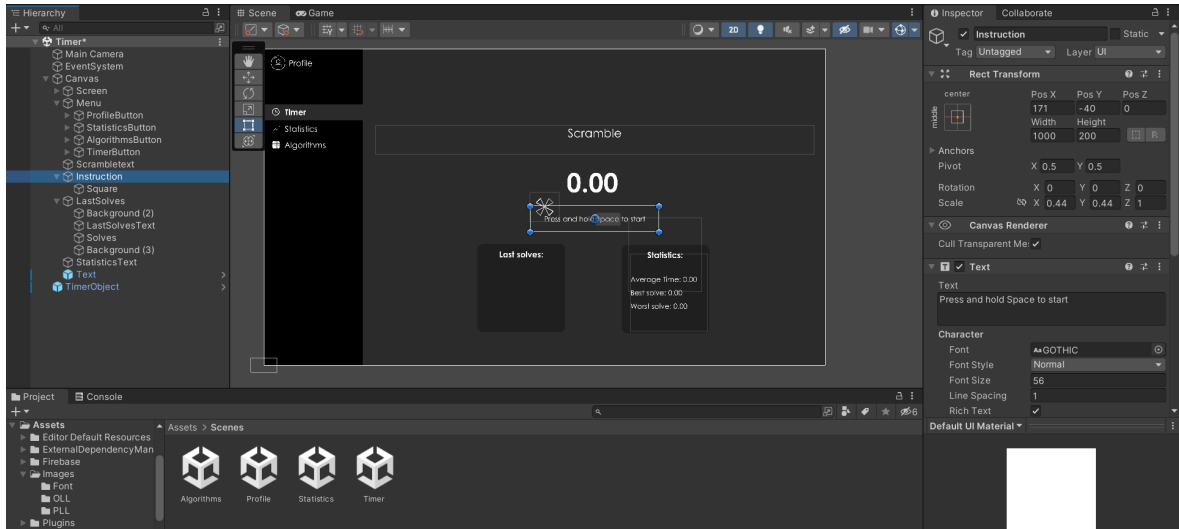 Hierarchy
All
Timer*
Main Camera
EventSystem
Canvas
Screen
Menu
ProfileButton
StatisticsButton
AlgorithmsButton
TimerButton
Scrambletext
Instruction
Square
LastSolves
Background (2)
LastSolvesText
Solves
Background (3)
StatisticsText
Text
TimerObject
Scene Game
2D
Profile
Timer
Statistics
Algorithms
Scramble
0.00
Press and hold Space to start
Last solves:
Statistics:
Average Time: 0.00
Best solve: 0.00
Worst solve: 0.00
Inspector Collaborate
Instruction Static
Tag Untagged Layer UI
Rect Transform
center Pos X Pos Y Pos Z
middle 171 -40 0
Width Height
1000 200 R
Anchors
Pivot X 0.5 Y 0.5
Rotation X 0 Y 0 Z 0
Scale X 0.44 Y 0.44 Z 1
Canvas Renderer
Cull Transparent Me
Text
Text
Press and hold Space to start
Character
Font Aa GOTHIC
Font Style Normal
Font Size 56
Line Spacing 1
Rich Text
Default UI Material
Project Console
6
Assets
Editor Default Resources
ExternalDependencyMan
Firebase
Images
Font
OLL
PLL
Plugins
Assets > Scenes
Algorithms Profile Statistics Timer